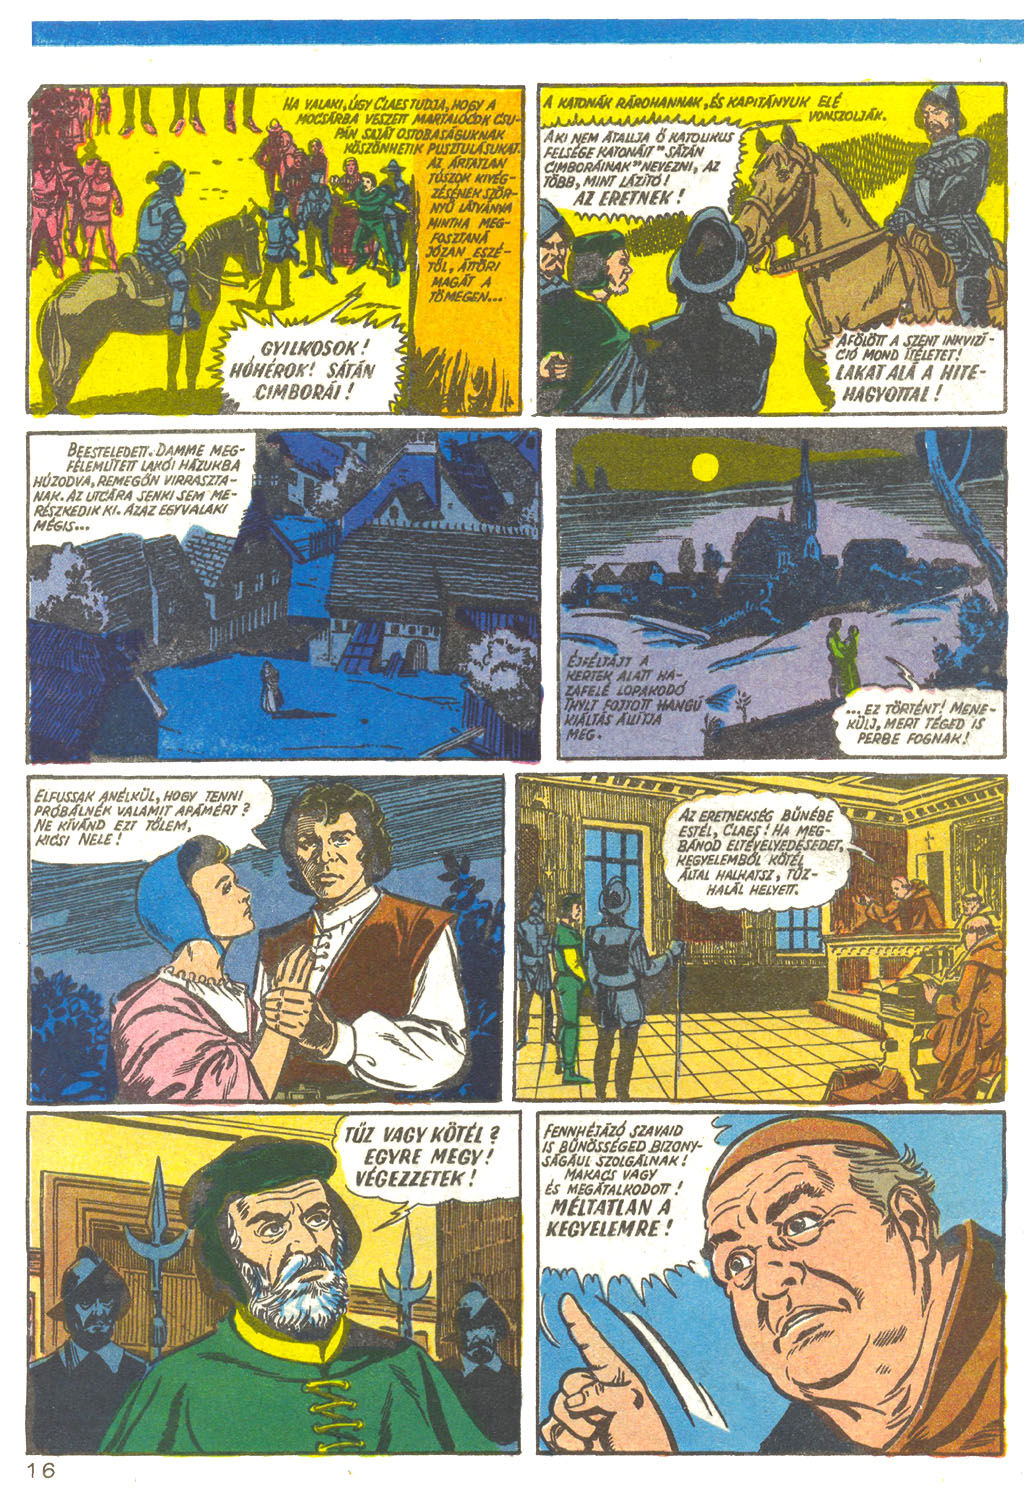 HA VALAKI, ÚGY CLAES TUDJA, HOGY A
MOCSÁRBA VESZETT MARTALÓCOK CSU-
PÁN SAJÁT OSTOBASÁGUKNAK
KÖSZÖNHETIK PUSZTULÁSUKAT.
AZ ÁRTATLAN
TÚSZOK KIVÉG-
ZÉSÉNEK SZÖR-
NYŰ LÁTVÁNYA
MINTHA MEG-
FOSZTANÁ
JÓZAN ESZÉ-
TŐL, ÁTTÖRI
MAGÁT A
TÖMEGEN...
GYILKOSOK!
HÓHÉROK! SÁTÁN
CIMBORÁI!
A KATONÁK RÁROHANNAK, ÉS KAPITÁNYUK ELÉ
VONSZOLJÁK.
AKI NEM ÁTALLJA Ő KATOLIKUS
FELSÉGE KATONÁIT "SÁTÁN
CIMBORÁINAK" NEVEZNI, AZ
TÖBB, MINT LÁZÍTÓ!
AZ ERETNEK!
AFÖLÖTT A SZENT INKVIZÍ-
CIÓ MOND ÍTÉLETET!
LAKAT ALÁ A HITE-
HAGYOTTAL!
BEESTELEDETT. DAMME MEG-
FÉLEMLÍTETT LAKÓI HÁZUKBA
HÚZÓDVA, REMEGŐN VIRRASZTA-
NAK. AZ UTCÁRA SENKI SEM ME-
RÉSZKEDIK KI. AZAZ EGYVALAKI
MÉGIS...
ÉJFÉLTÁJT A
KERTEK ALATT HA-
ZAFELÉ LOPAKODÓ
THYLT FOJTOTT HANGÚ
KIÁLTÁS ÁLLÍTJA
MEG.
... EZ TÖRTÉNT! MENE-
KÜLJ, MERT TÉGED IS
PERBE FOGNAK!
ELFUSSAK ANÉLKÜL, HOGY TENNI
PRÓBÁLNÉK VALAMIT APÁMÉRT?
NE KÍVÁND EZT TŐLEM,
KICSI NELE!
AZ ERETNEKSÉG BŰNÉBE
ESTÉL, CLAES! HA MEG-
BÁNOD ELTÉVELYEDÉSEDET,
KEGYELEMBŐL KÖTÉL
ÁLTAL HALHATSZ, TŰZ-
HALÁL HELYETT.
TŰZ VAGY KÖTÉL?
EGYRE MEGY!
VÉGEZZETEK!
FENNHÉJÁZÓ SZAVAID
IS BŰNÖSSÉGED BIZONY-
SÁGÁUL SZOLGÁLNAK!
MAKACS VAGY
ÉS MEGÁTALKODOTT!
MÉLTATLAN A
KEGYELEMRE!
16